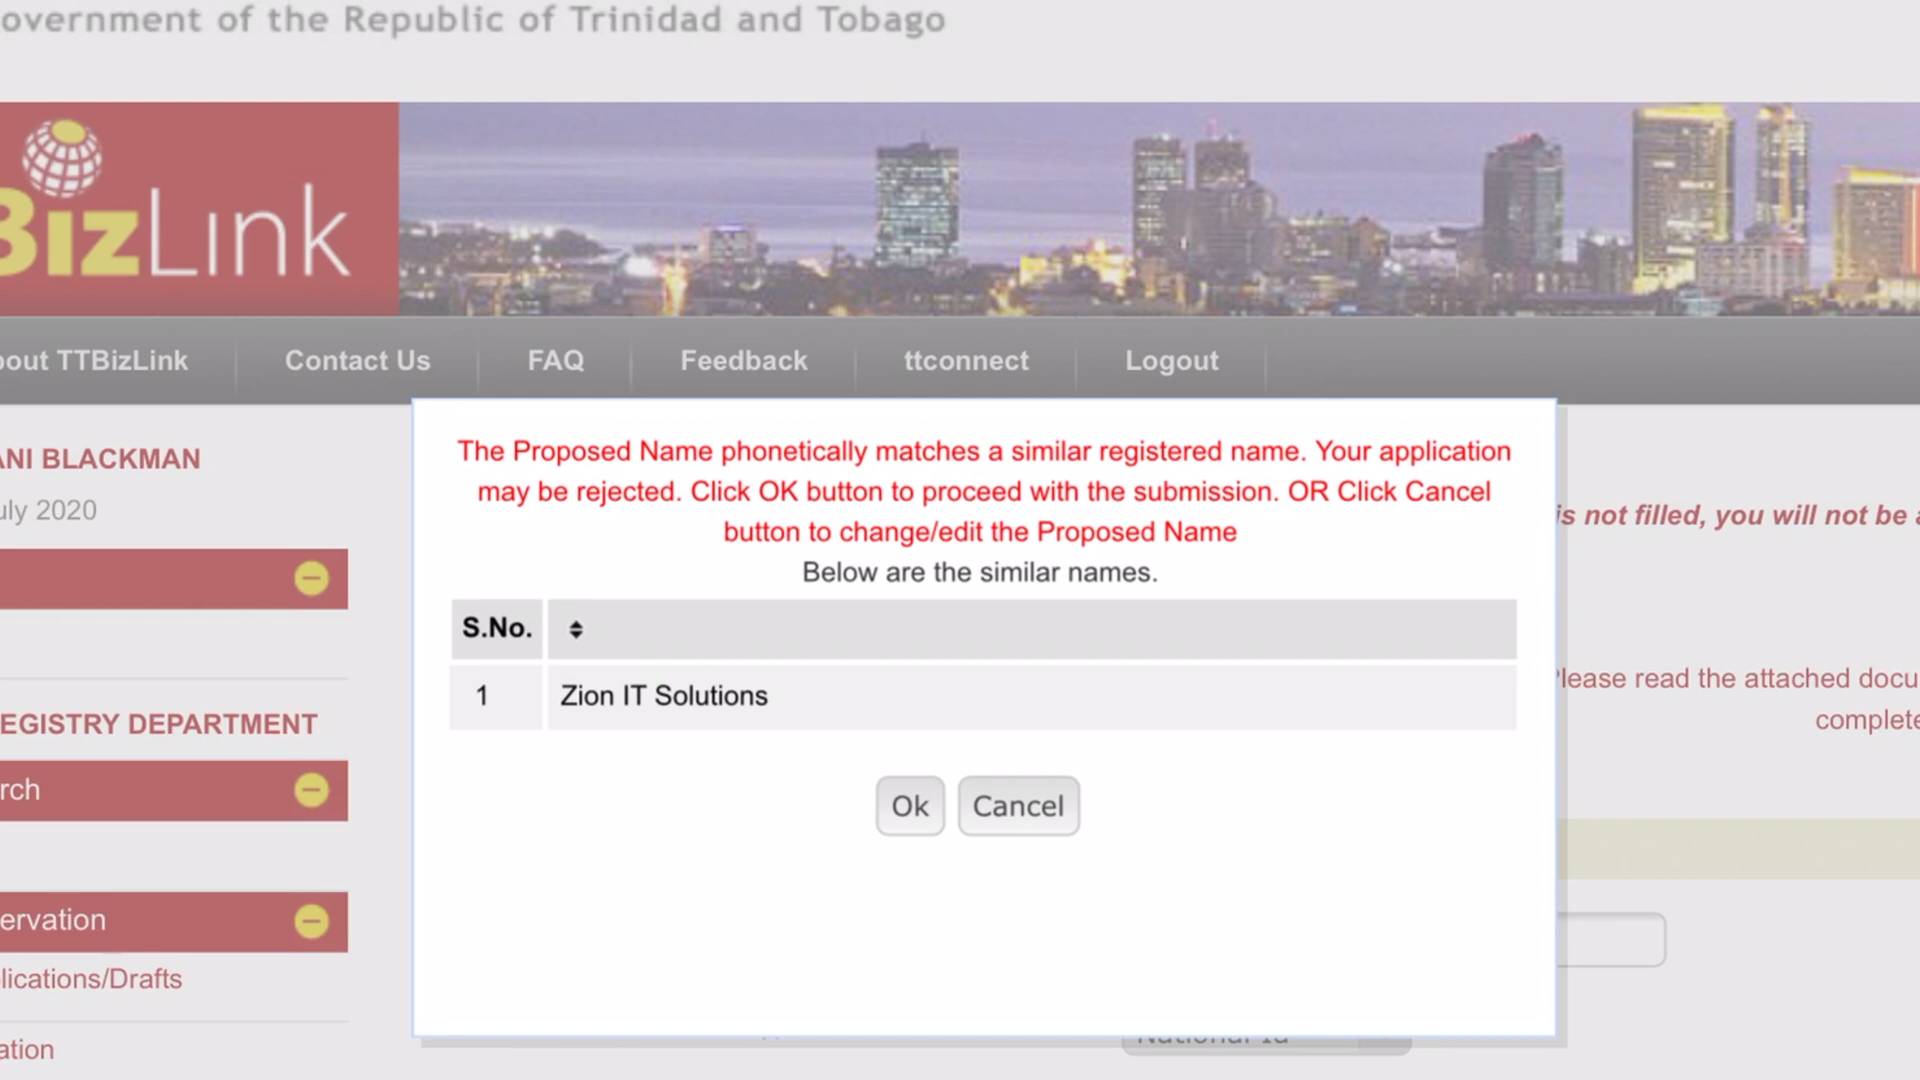 overnment of the Republic of Trinidad and Tobago
BizLink
bout TTBizLink
Contact Us
FAQ
Feedback
ttconnect
Logout
ANI BLACKMAN
uly 2020
EGISTRY DEPARTMENT
rch
ervation
lications/Drafts
ation
The Proposed Name phonetically matches a similar registered name. Your application
may be rejected. Click OK button to proceed with the submission. OR Click Cancel
button to change/edit the Proposed Name
Below are the similar names.
S.No.
1 Zion IT Solutions
Ok Cancel
is not filled, you will not be a
Please read the attached docu
complete
National Id